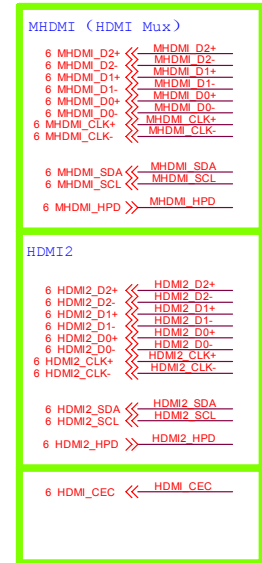 MHDMI (HDMI Mux)
6 MHDMI_D2+ MHDMI_D2+
6 MHDMI_D2- MHDMI_D2-
6 MHDMI_D1+ MHDMI_D1+
6 MHDMI_D1- MHDMI_D1-
6 MHDMI_D0+ MHDMI_D0+
6 MHDMI_D0- MHDMI_D0-
6 MHDMI_CLK+ MHDMI_CLK+
6 MHDMI_CLK- MHDMI_CLK-
6 MHDMI_SDA MHDMI_SDA
6 MHDMI_SCL MHDMI_SCL
6 MHDMI_HPD MHDMI_HPD
HDMI2
6 HDMI2_D2+ HDMI2_D2+
6 HDMI2_D2- HDMI2_D2-
6 HDMI2_D1+ HDMI2_D1+
6 HDMI2_D1- HDMI2_D1-
6 HDMI2_D0+ HDMI2_D0+
6 HDMI2_D0- HDMI2_D0-
6 HDMI2_CLK+ HDMI2_CLK+
6 HDMI2_CLK- HDMI2_CLK-
6 HDMI2_SDA HDMI2_SDA
6 HDMI2_SCL HDMI2_SCL
6 HDMI2_HPD HDMI2_HPD
6 HDMI_CEC HDMI_CEC